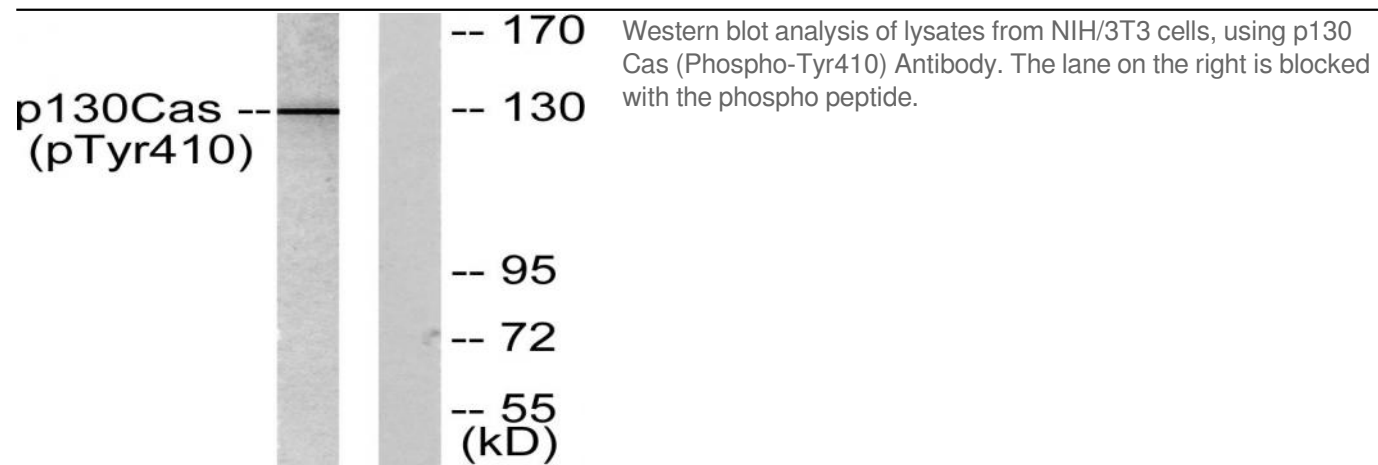 -- 170
p130Cas --
-- 130
(pTyr410)
-- 95
-- 72
-- 55
(kD)
Western blot analysis of lysates from NIH/3T3 cells, using p130
Cas (Phospho-Tyr410) Antibody. The lane on the right is blocked
with the phospho peptide.